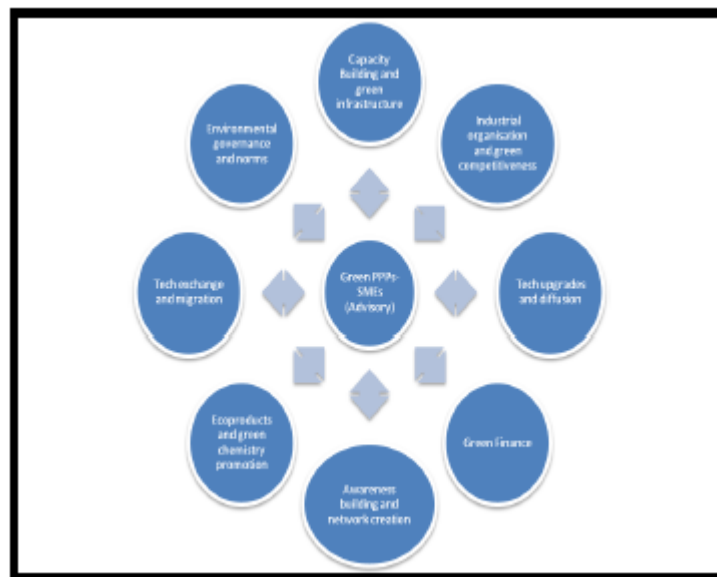 Capacity
Building and
green
infrastructure
Industrial
organisation
and green
competitiveness
Tech upgrades
and diffusion
Green Finance
Awareness
building and
network creation
Ecoproducts
and green
chemistry
promotion
Tech exchange
and migration
Environmental
governance
and norms
Green PPPs-
SMEs
(Advisory)